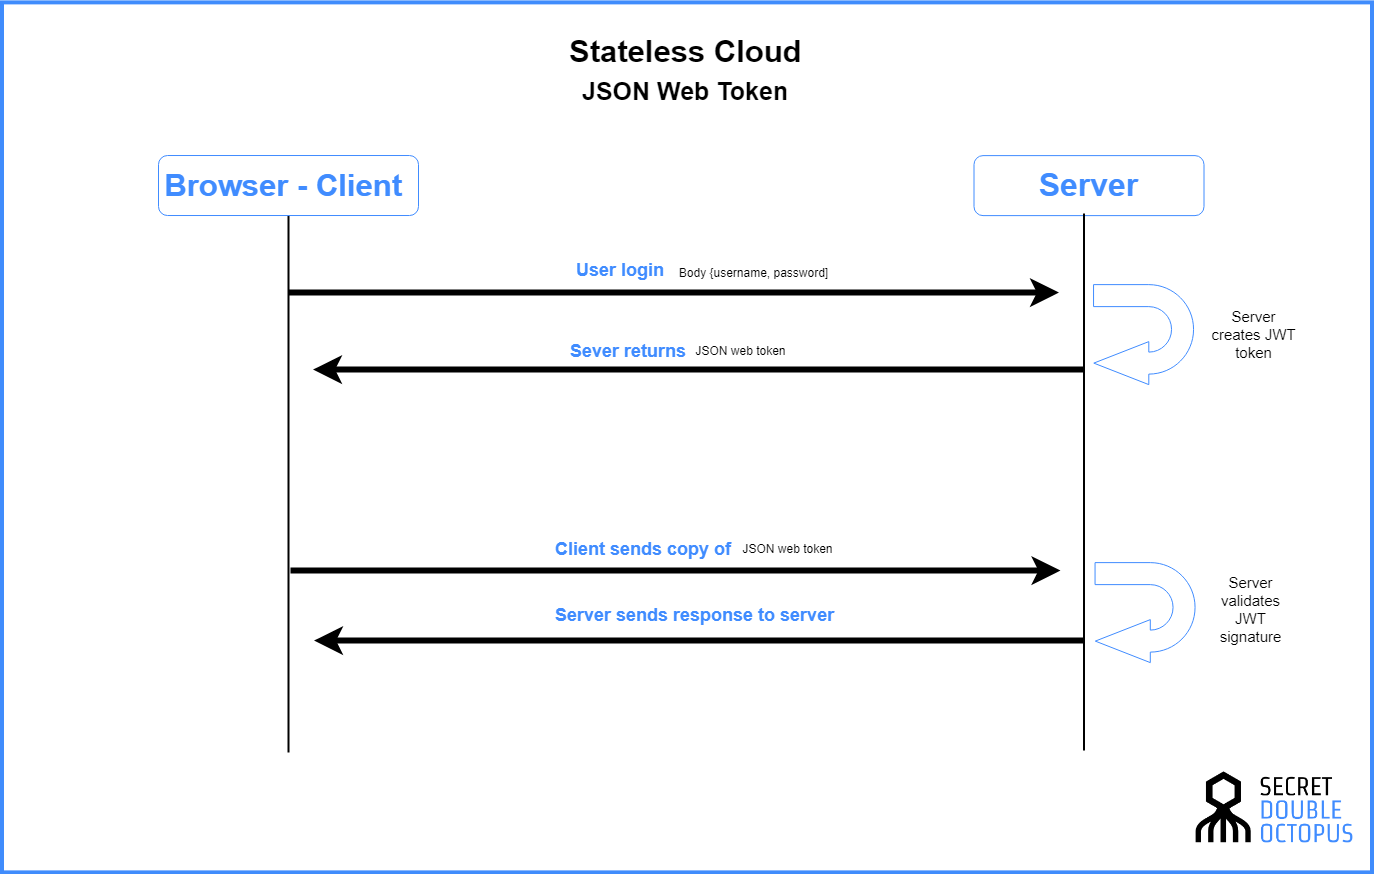 Stateless Cloud
JSON Web Token
Browser - Client
Server
User login Body {username, password]
Server
creates JWT
token
Sever returns JSON web token
Client sends copy of JSON web token
Server
validates
JWT
signature
Server sends response to server
SECRET
DOUBLE
OCTOPUS